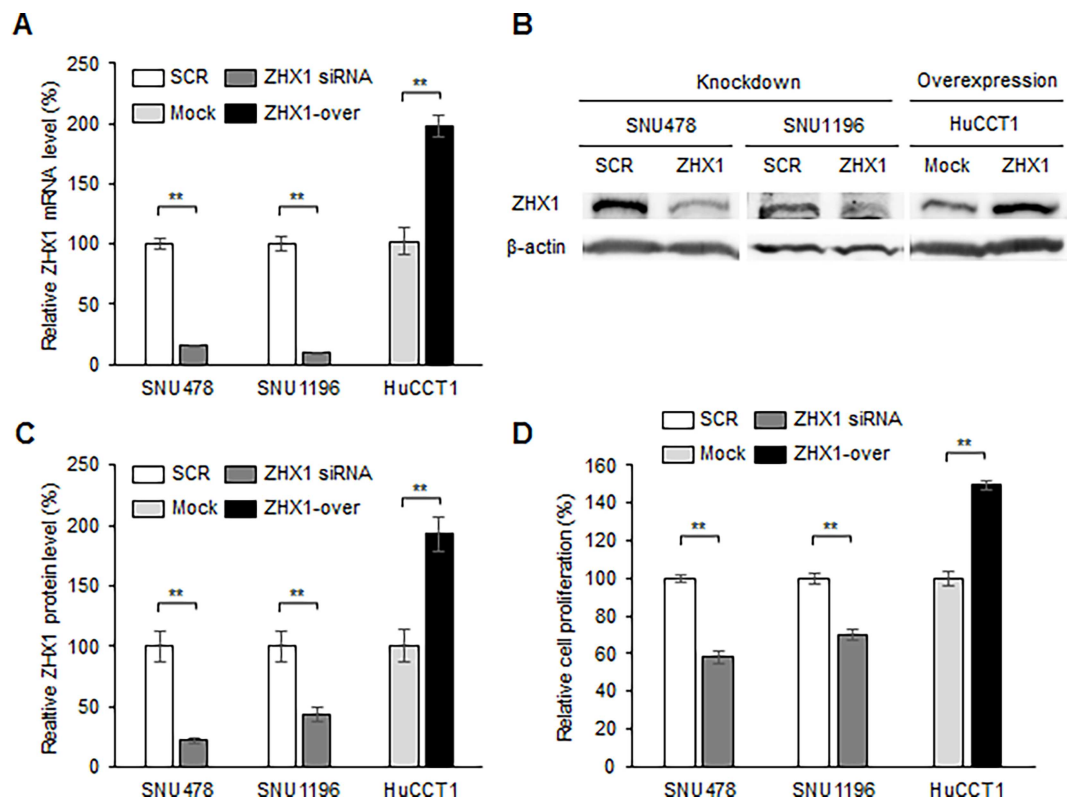 A
Relative ZHX1 mRNA level (%)
250
200
150
100
50
0
SCR
ZHX1 siRNA
Mock
ZHX1-over
**
**
**
SNU478
SNU1196
HuCCT1
B
Knockdown
Overexpression
SNU478
SNU1196
HuCCT1
SCR
ZHX1
SCR
ZHX1
Mock
ZHX1
ZHX1
β-actin
C
Realtive ZHX1 protein level (%)
250
200
150
100
50
0
SCR
ZHX1 siRNA
Mock
ZHX1-over
**
**
**
SNU478
SNU1196
HuCCT1
D
Relative cell proliferation (%)
SCR
ZHX1 siRNA
Mock
ZHX1-over
160
140
120
100
80
60
40
20
0
**
**
**
SNU478
SNU1196
HuCCT1